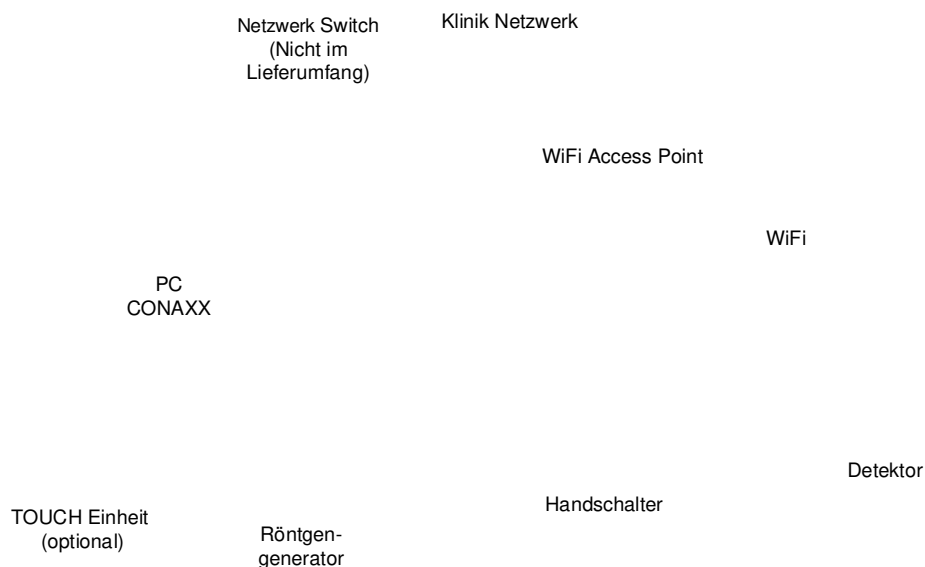 Netzwerk Switch
(Nicht im
Lieferumfang)
Klinik Netzwerk
WiFi Access Point
WiFi
PC
CONAXX
Detektor
Handschalter
TOUCH Einheit
(optional)
Röntgen-
generator